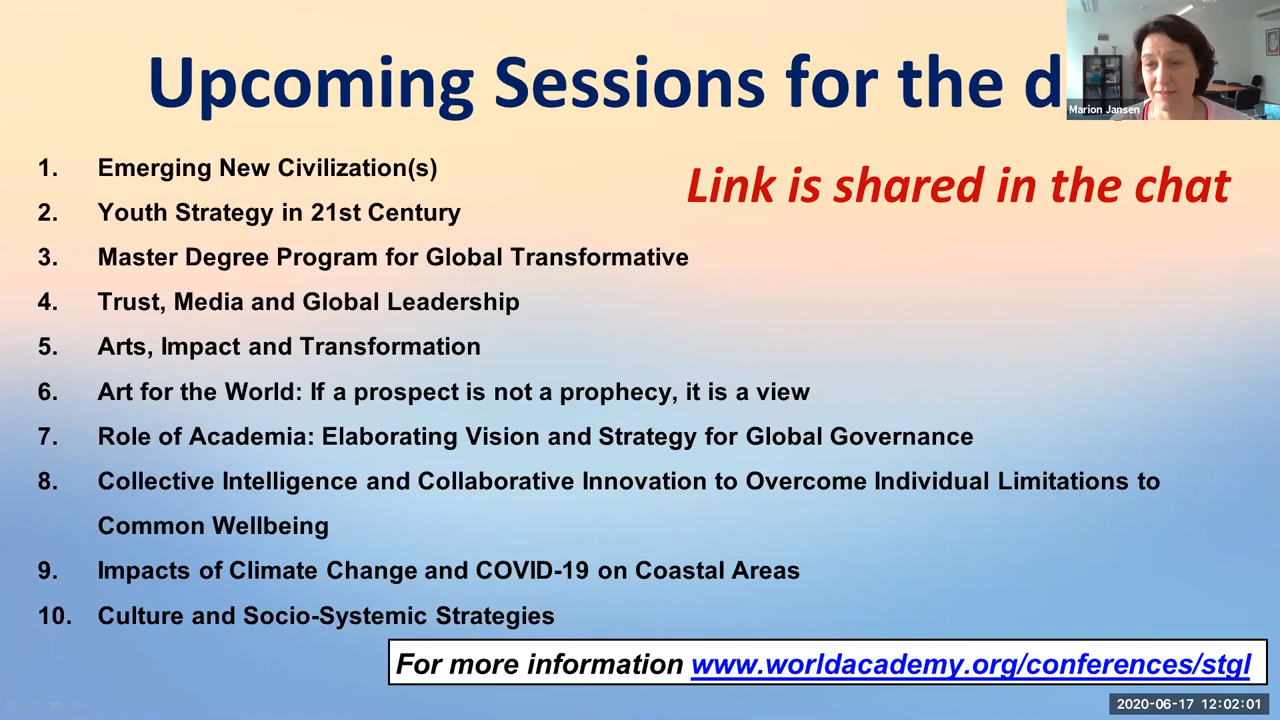 Upcoming Sessions for the d
Marion Jansen
Link is shared in the chat
1. Emerging New Civilization(s)
2. Youth Strategy in 21st Century
3. Master Degree Program for Global Transformative
4. Trust, Media and Global Leadership
5. Arts, Impact and Transformation
6. Art for the World: If a prospect is not a prophecy, it is a view
7. Role of Academia: Elaborating Vision and Strategy for Global Governance
8. Collective Intelligence and Collaborative Innovation to Overcome Individual Limitations to
Common Wellbeing
9. Impacts of Climate Change and COVID-19 on Coastal Areas
10. Culture and Socio-Systemic Strategies
For more information www.worldacademy.org/conferences/stgl
2020-06-17 12:02:01